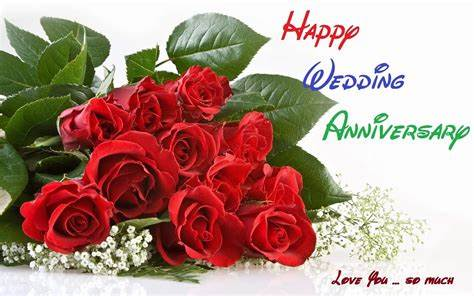 Happy
Wedding
Anniversary
Love You ... so much